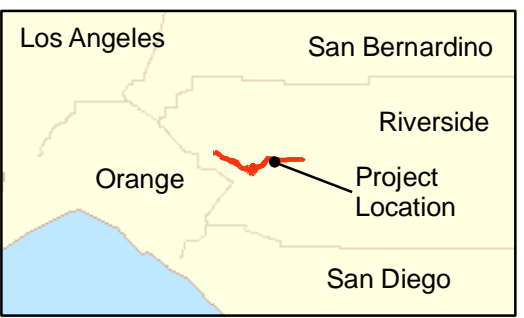 Los Angeles
San Bernardino
Riverside
Orange
Project
Location
San Diego